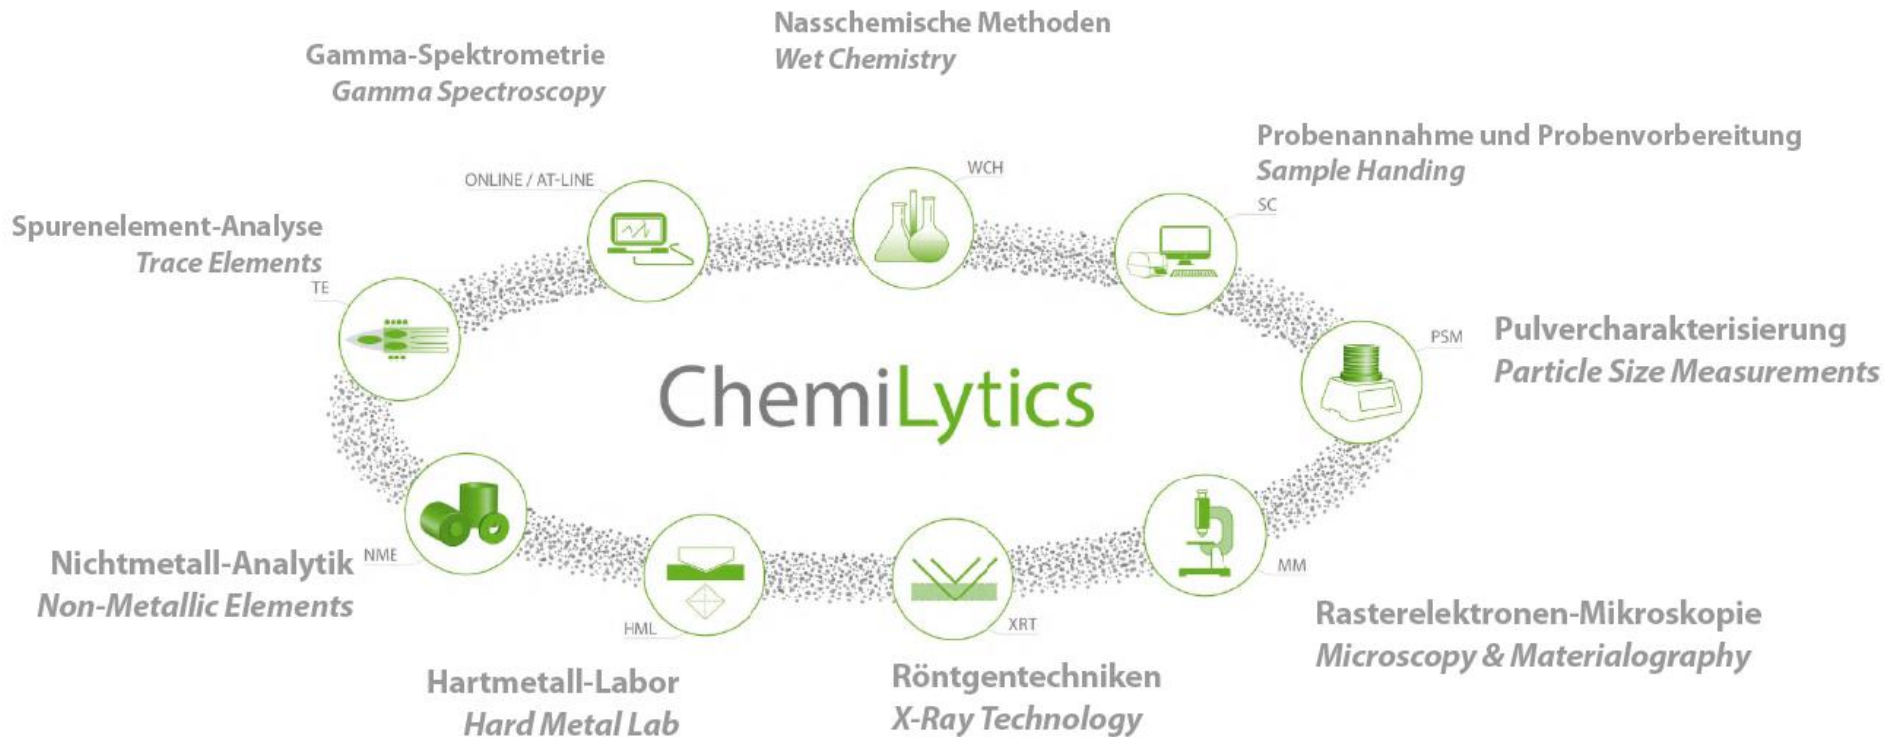 Nasschemische Methoden
Wet Chemistry
Gamma-Spektrometrie
Gamma Spectroscopy
Probenannahme und Probenvorbereitung
Sample Handing
ONLINE / AT-LINE
WCH
SC
Spurenelement-Analyse
Trace Elements
TE
Pulvercharakterisierung
Particle Size Measurements
PSM
ChemiLytics
Nichtmetall-Analytik
Non-Metallic Elements
NME
HML
XRT
MM
Rasterelektronen-Mikroskopie
Microscopy & Materialography
Hartmetall-Labor
Hard Metal Lab
Röntgentechniken
X-Ray Technology